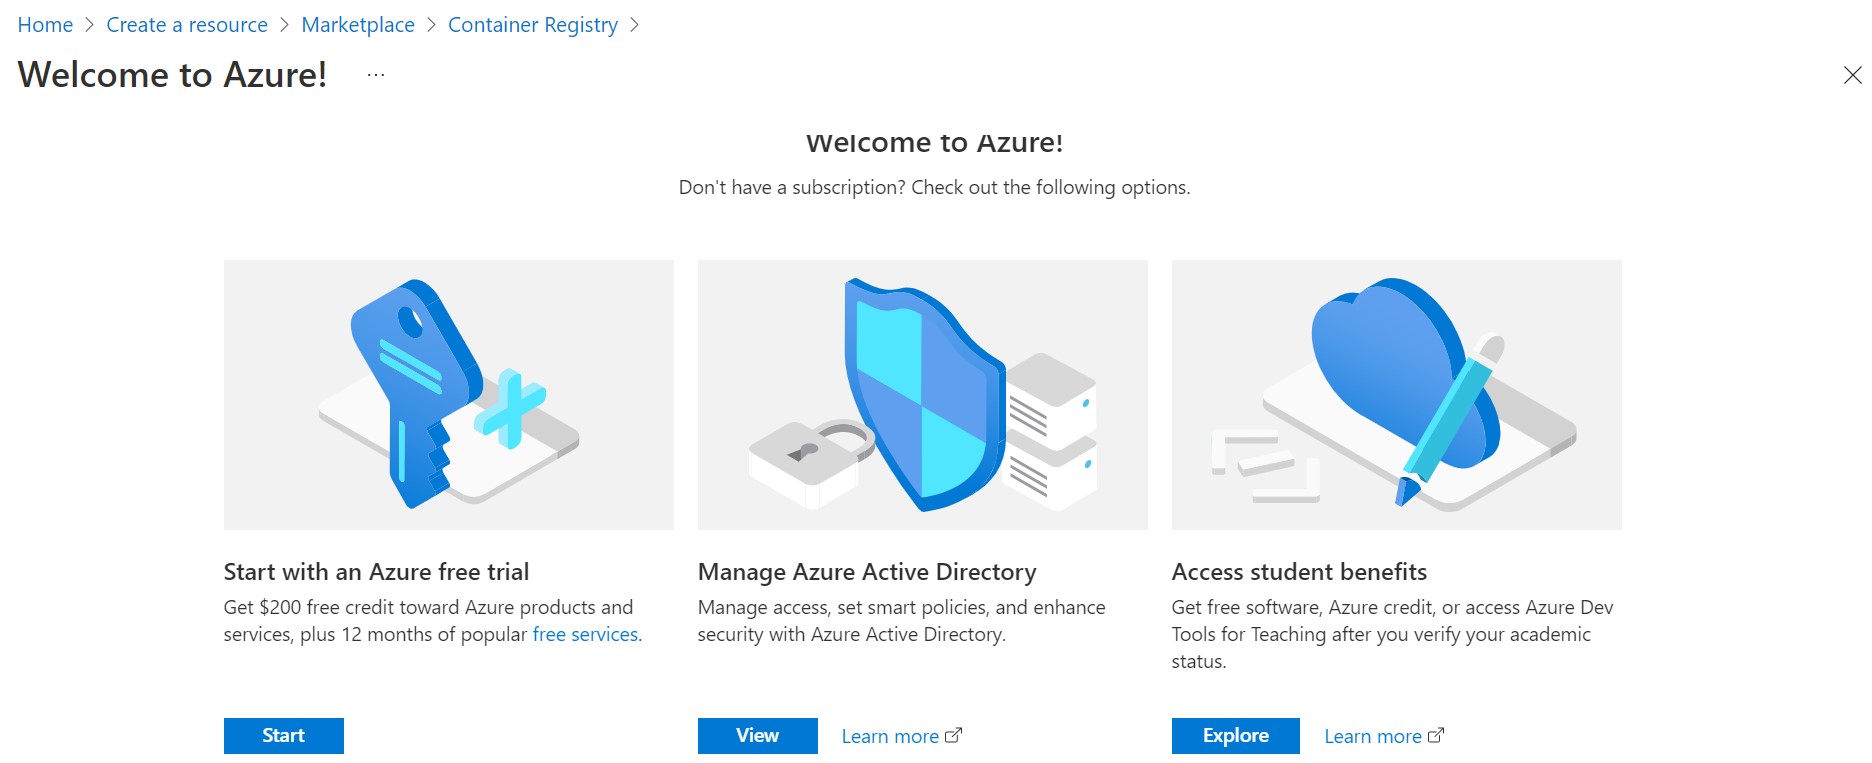 Home > Create a resource > Marketplace > Container Registry >
Welcome to Azure! ...
Welcome to Azure!
Don't have a subscription? Check out the following options.
Start with an Azure free trial
Get $200 free credit toward Azure products and
services, plus 12 months of popular free services.
Start
Manage Azure Active Directory
Manage access, set smart policies, and enhance
security with Azure Active Directory.
View Learn more
Access student benefits
Get free software, Azure credit, or access Azure Dev
Tools for Teaching after you verify your academic
status.
Explore Learn more